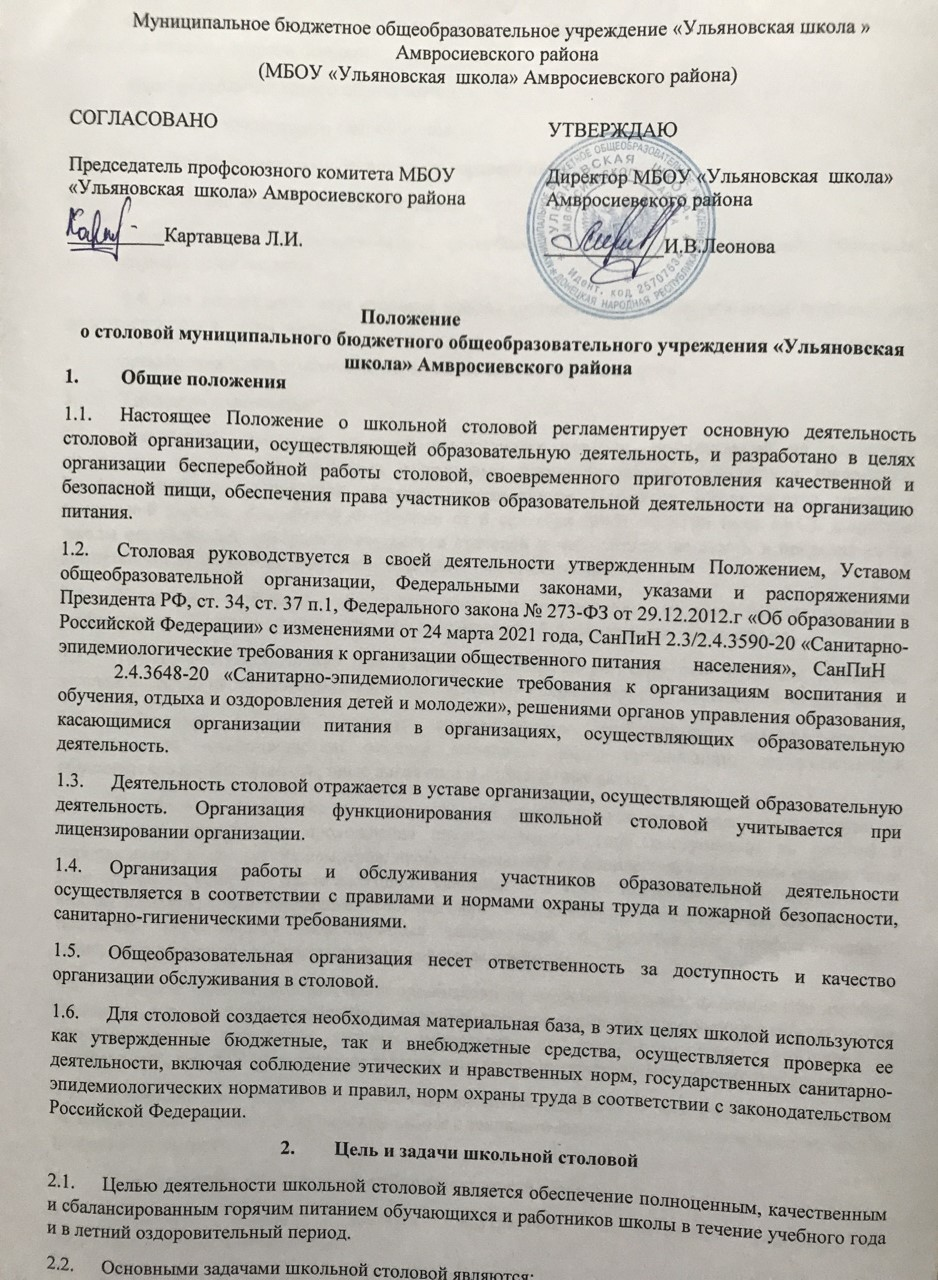 Муниципальное бюджетное общеобразовательное учреждение «Ульяновская школа »
Амвросиевского района
(МБОУ «Ульяновская школа» Амвросиевского района)
СОГЛАСОВАНО
Председатель профсоюзного комитета МБОУ
«Ульяновская школа» Амвросиевского района
Картавцева Л.И.
УТВЕРЖДАЮ
Директор МБОУ «Ульяновская школа»
Амвросиевского района
И.В.Леонова
УЛЬЯНОВСКАЯ
Идент. код 25707634
ДОНЕЦКАЯ НАРОДНАЯ РЕСПУБЛИКА
Положение
о столовой муниципального бюджетного общеобразовательного учреждения «Ульяновская
школа» Амвросиевского района
1. Общие положения
1.1. Настоящее Положение о школьной столовой регламентирует основную деятельность
столовой организации, осуществляющей образовательную деятельность, и разработано в целях
организации бесперебойной работы столовой, своевременного приготовления качественной и
безопасной пищи, обеспечения права участников образовательной деятельности на организацию
питания.
1.2. Столовая руководствуется в своей деятельности утвержденным Положением, Уставом
общеобразовательной организации, Федеральными законами, указами и распоряжениями
Президента РФ, ст. 34, ст. 37 п.1, Федерального закона № 273-ФЗ от 29.12.2012.г «Об образовании в
Российской Федерации» с изменениями от 24 марта 2021 года, СанПиН 2.3/2.4.3590-20 «Санитарно-
эпидемиологические требования к организации общественного питания населения», СанПиН
2.4.3648-20 «Санитарно-эпидемиологические требования к организациям воспитания и
обучения, отдыха и оздоровления детей и молодежи», решениями органов управления образования,
касающимися организации питания в организациях, осуществляющих образовательную
деятельность.
1.3. Деятельность столовой отражается в уставе организации, осуществляющей образовательную
деятельность. Организация функционирования школьной столовой учитывается при
лицензировании организации.
1.4. Организация работы и обслуживания участников образовательной деятельности
осуществляется в соответствии с правилами и нормами охраны труда и пожарной безопасности,
санитарно-гигиеническими требованиями.
1.5. Общеобразовательная организация несет ответственность за доступность и качество
организации обслуживания в столовой.
1.6. Для столовой создается необходимая материальная база, в этих целях школой используются
как утвержденные бюджетные, так и внебюджетные средства, осуществляется проверка ее
деятельности, включая соблюдение этических и нравственных норм, государственных санитарно-
эпидемиологических нормативов и правил, норм охраны труда в соответствии с законодательством
Российской Федерации.
2. Цель и задачи школьной столовой
2.1. Целью деятельности школьной столовой является обеспечение полноценным, качественным
и сбалансированным горячим питанием обучающихся и работников школы в течение учебного года
и в летний оздоровительный период.
2.2. Основными задачами школьной столовой являются: